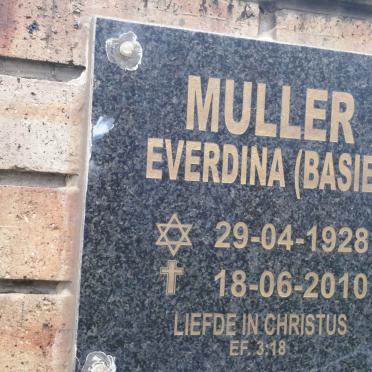 MULLER
EVERDINA (BASIE
29-04-1928
18-06-2010
LIEFDE IN CHRISTUS
EF. 3:18